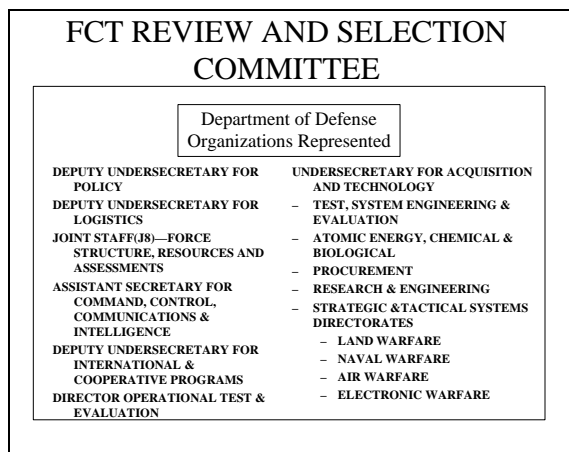 FCT REVIEW AND SELECTION
COMMITTEE
Department of Defense
Organizations Represented
DEPUTY UNDERSECRETARY FOR
POLICY
DEPUTY UNDERSECRETARY FOR
LOGISTICS
JOINT STAFF(J8)—FORCE
STRUCTURE, RESOURCES AND
ASSESSMENTS
ASSISTANT SECRETARY FOR
COMMAND, CONTROL,
COMMUNICATIONS &
INTELLIGENCE
DEPUTY UNDERSECRETARY FOR
INTERNATIONAL &
COOPERATIVE PROGRAMS
DIRECTOR OPERATIONAL TEST &
EVALUATION
UNDERSECRETARY FOR ACQUISITION
AND TECHNOLOGY
– TEST, SYSTEM ENGINEERING &
EVALUATION
– ATOMIC ENERGY, CHEMICAL &
BIOLOGICAL
– PROCUREMENT
– RESEARCH & ENGINEERING
– STRATEGIC &TACTICAL SYSTEMS
DIRECTORATES
– LAND WARFARE
– NAVAL WARFARE
– AIR WARFARE
– ELECTRONIC WARFARE